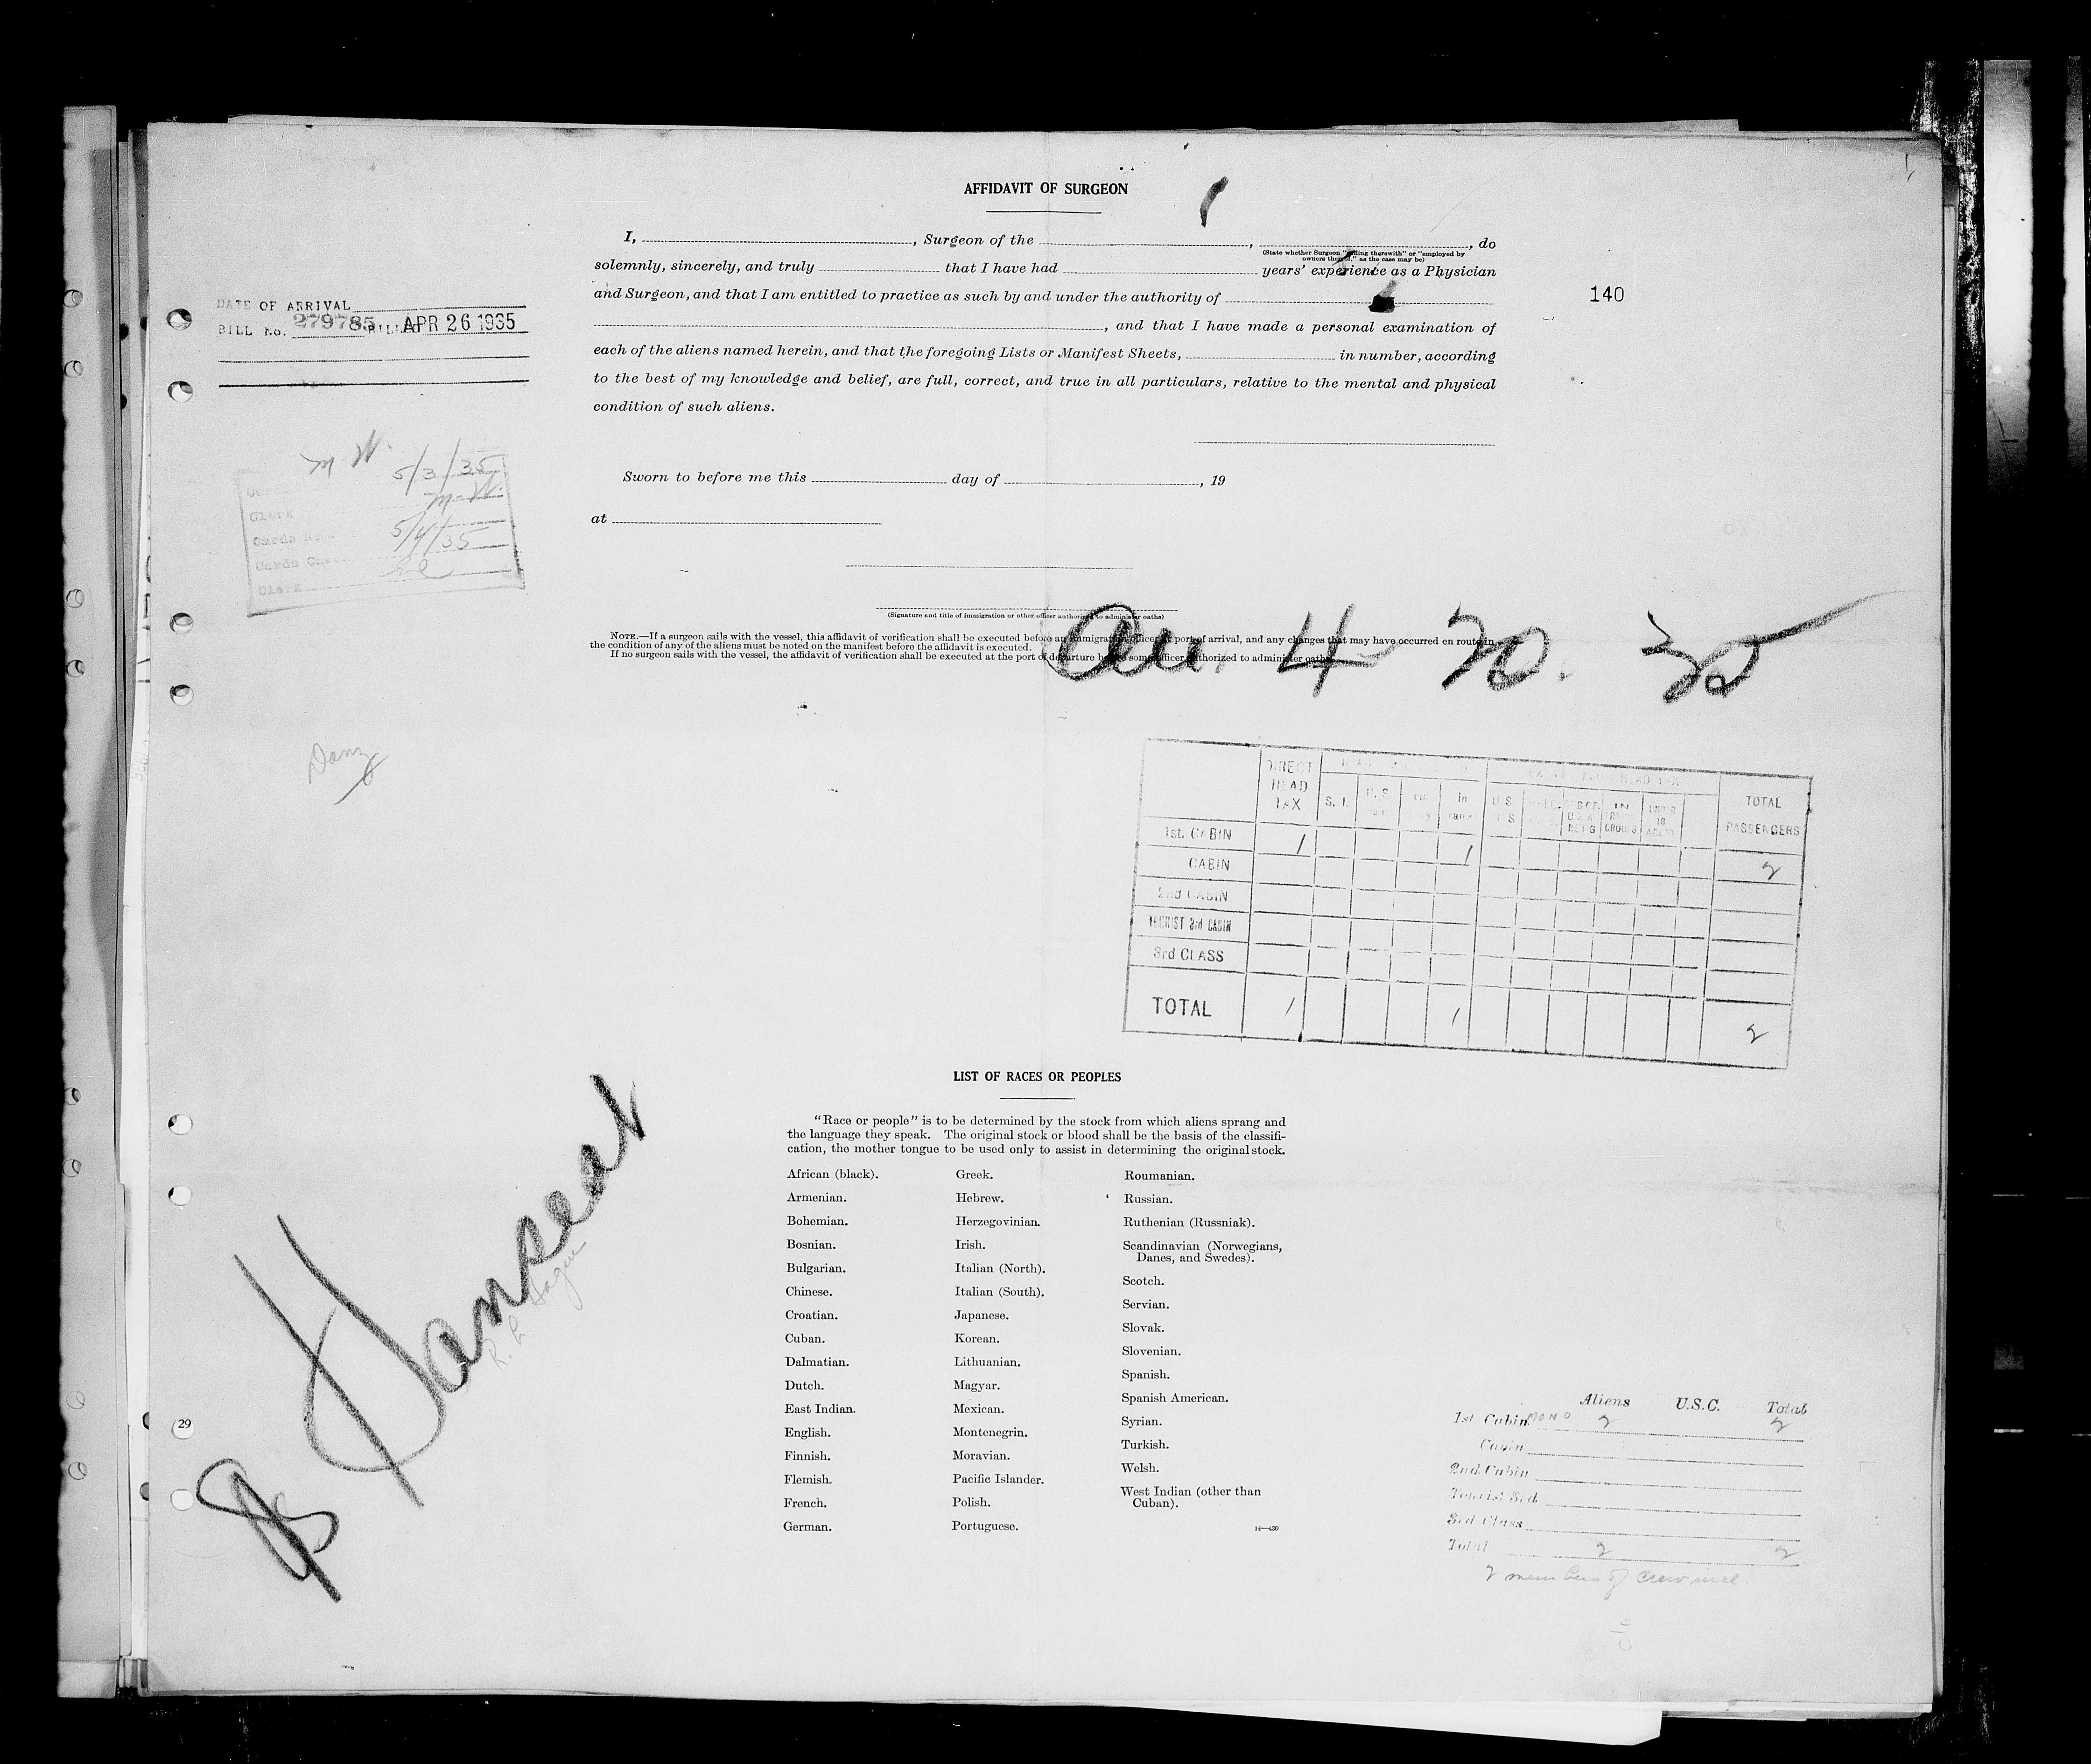 AFFIDAVIT OF SURGEON
I, , Surgeon of the , , do
(State whether Surgeon "sailing therewith" or "employed by
owners thereof," as the case may be)
solemnly, sincerely, and truly that I have had years' experience as a Physician
and Surgeon, and that I am entitled to practice as such by and under the authority of
, and that I have made a personal examination of
each of the aliens named herein, and that the foregoing Lists or Manifest Sheets, in number, according
to the best of my knowledge and belief, are full, correct, and true in all particulars, relative to the mental and physical
condition of such aliens.
140
DATE OF ARRIVAL
BILL No. 279785 BILLED APR 26 1935
M W. 5/3/35
M. W.
Clerk
5/4/35
Clerk
Sworn to before me this day of , 19
at
(Signature and title of immigration or other officer authorized to administer oaths)
NOTE.—If a surgeon sails with the vessel, this affidavit of verification shall be executed before an immigration officer at port of arrival, and any changes that may have occurred en route in
the condition of any of the aliens must be noted on the manifest before the affidavit is executed.
If no surgeon sails with the vessel, the affidavit of verification shall be executed at the port of departure before some officer authorized to administer oaths.
4 20. 35
DIRECT HEAD TAX
TOTAL PASSENGERS
1st. CABIN 1 1 2
CABIN
2nd CABIN
TOURIST 3rd CABIN
3rd CLASS
TOTAL 1 1 2
LIST OF RACES OR PEOPLES
"Race or people" is to be determined by the stock from which aliens sprang and
the language they speak. The original stock or blood shall be the basis of the classifi-
cation, the mother tongue to be used only to assist in determining the original stock.
African (black).
Armenian.
Bohemian.
Bosnian.
Bulgarian.
Chinese.
Croatian.
Cuban.
Dalmatian.
Dutch.
East Indian.
English.
Finnish.
Flemish.
French.
German.
Greek.
Hebrew.
Herzegovinian.
Irish.
Italian (North).
Italian (South).
Japanese.
Korean.
Lithuanian.
Magyar.
Mexican.
Montenegrin.
Moravian.
Pacific Islander.
Polish.
Portuguese.
Roumanian.
Russian.
Ruthenian (Russniak).
Scandinavian (Norwegians,
Danes, and Swedes).
Scotch.
Servian.
Slovak.
Slovenian.
Spanish.
Spanish American.
Syrian.
Turkish.
Welsh.
West Indian (other than
Cuban).
14—430
Hanseat
R. L. Hague
29
Aliens U.S.C. Total
1st Cabin MONO 2 2
Cabin
2nd Cabin
Tourist 3rd
3rd Class
Total 2 2
2 members of crew incl.